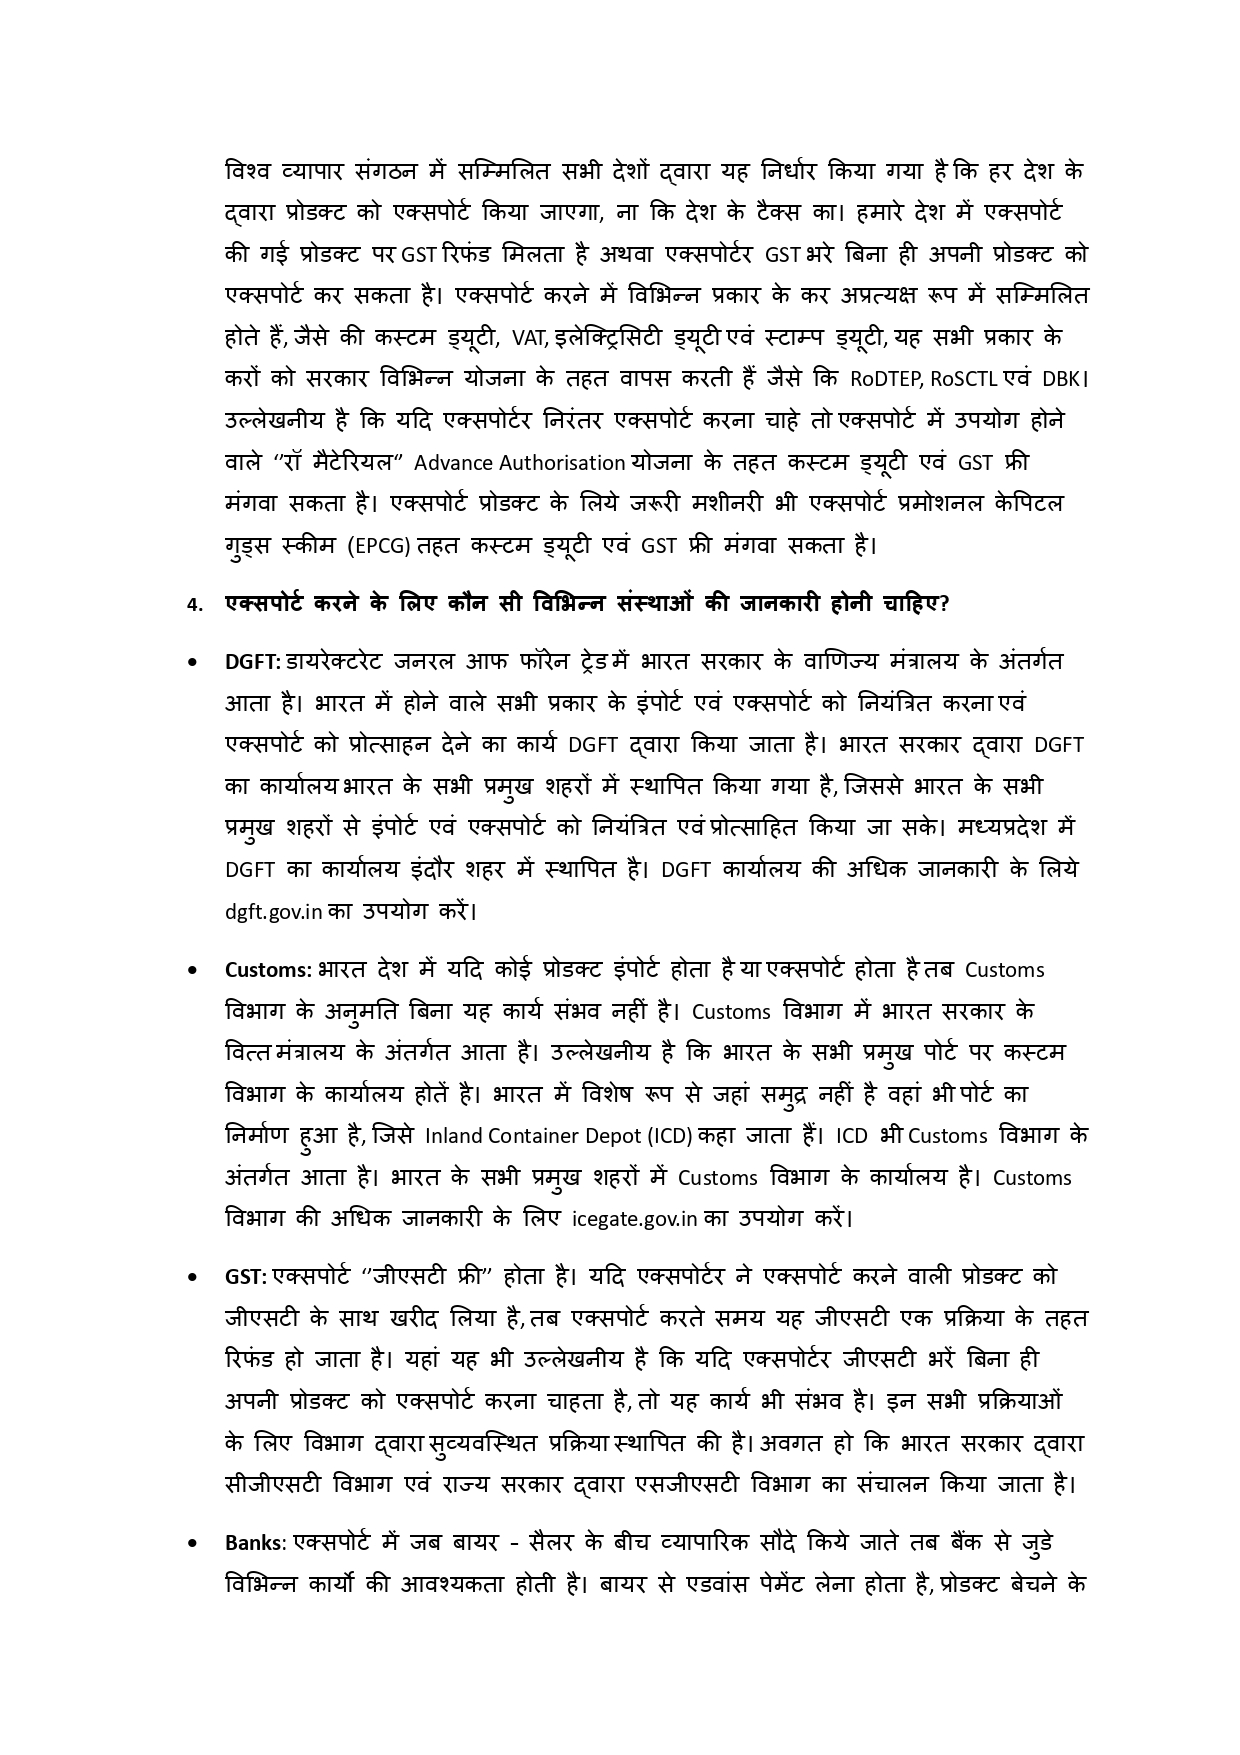 विश्व व्यापार संगठन में सम्मिलित सभी देशों द्वारा यह निर्धार किया गया है कि हर देश के
द्वारा प्रोडक्ट को एक्सपोर्ट किया जाएगा, ना कि देश के टैक्स का। हमारे देश में एक्सपोर्ट
की गई प्रोडक्ट पर GST रिफंड मिलता है अथवा एक्सपोर्टर GST भरे बिना ही अपनी प्रोडक्ट को
एक्सपोर्ट कर सकता है। एक्सपोर्ट करने में विभिन्न प्रकार के कर अप्रत्यक्ष रूप में सम्मिलित
होते हैं, जैसे की कस्टम ड्यूटी, VAT, इलेक्ट्रिसिटी ड्यूटी एवं स्टाम्प ड्यूटी, यह सभी प्रकार के
करों को सरकार विभिन्न योजना के तहत वापस करती हैं जैसे कि RoDTEP, RoSCTL एवं DBK।
उल्लेखनीय है कि यदि एक्सपोर्टर निरंतर एक्सपोर्ट करना चाहे तो एक्सपोर्ट में उपयोग होने
वाले ‘’रॉ मैटेरियल‘’ Advance Authorisation योजना के तहत कस्टम ड्यूटी एवं GST फ्री
मंगवा सकता है। एक्सपोर्ट प्रोडक्ट के लिये जरूरी मशीनरी भी एक्सपोर्ट प्रमोशनल केपिटल
गुड्स स्कीम (EPCG) तहत कस्टम ड्यूटी एवं GST फ्री मंगवा सकता है।
4. एक्सपोर्ट करने के लिए कौन सी विभिन्न संस्थाओं की जानकारी होनी चाहिए?
• DGFT: डायरेक्टरेट जनरल आफ फॉरेन ट्रेड में भारत सरकार के वाणिज्य मंत्रालय के अंतर्गत
आता है। भारत में होने वाले सभी प्रकार के इंपोर्ट एवं एक्सपोर्ट को नियंत्रित करना एवं
एक्सपोर्ट को प्रोत्साहन देने का कार्य DGFT द्वारा किया जाता है। भारत सरकार द्वारा DGFT
का कार्यालय भारत के सभी प्रमुख शहरों में स्थापित किया गया है, जिससे भारत के सभी
प्रमुख शहरों से इंपोर्ट एवं एक्सपोर्ट को नियंत्रित एवं प्रोत्साहित किया जा सके। मध्यप्रदेश में
DGFT का कार्यालय इंदौर शहर में स्थापित है। DGFT कार्यालय की अधिक जानकारी के लिये
dgft.gov.in का उपयोग करें।
• Customs: भारत देश में यदि कोई प्रोडक्ट इंपोर्ट होता है या एक्सपोर्ट होता है तब Customs
विभाग के अनुमति बिना यह कार्य संभव नहीं है। Customs विभाग में भारत सरकार के
वित्त मंत्रालय के अंतर्गत आता है। उल्लेखनीय है कि भारत के सभी प्रमुख पोर्ट पर कस्टम
विभाग के कार्यालय होतें है। भारत में विशेष रूप से जहां समुद्र नहीं है वहां भी पोर्ट का
निर्माण हुआ है, जिसे Inland Container Depot (ICD) कहा जाता हैं। ICD भी Customs विभाग के
अंतर्गत आता है। भारत के सभी प्रमुख शहरों में Customs विभाग के कार्यालय है। Customs
विभाग की अधिक जानकारी के लिए icegate.gov.in का उपयोग करें।
• GST: एक्सपोर्ट ‘’जीएसटी फ्री’’ होता है। यदि एक्सपोर्टर ने एक्सपोर्ट करने वाली प्रोडक्ट को
जीएसटी के साथ खरीद लिया है, तब एक्सपोर्ट करते समय यह जीएसटी एक प्रक्रिया के तहत
रिफंड हो जाता है। यहां यह भी उल्लेखनीय है कि यदि एक्सपोर्टर जीएसटी भरें बिना ही
अपनी प्रोडक्ट को एक्सपोर्ट करना चाहता है, तो यह कार्य भी संभव है। इन सभी प्रक्रियाओं
के लिए विभाग द्वारा सुव्यवस्थित प्रक्रिया स्थापित की है। अवगत हो कि भारत सरकार द्वारा
सीजीएसटी विभाग एवं राज्य सरकार द्वारा एसजीएसटी विभाग का संचालन किया जाता है।
• Banks: एक्सपोर्ट में जब बायर – सैलर के बीच व्यापारिक सौदे किये जाते तब बैंक से जुडे
विभिन्न कार्यो की आवश्यकता होती है। बायर से एडवांस पेमेंट लेना होता है, प्रोडक्ट बेचने के